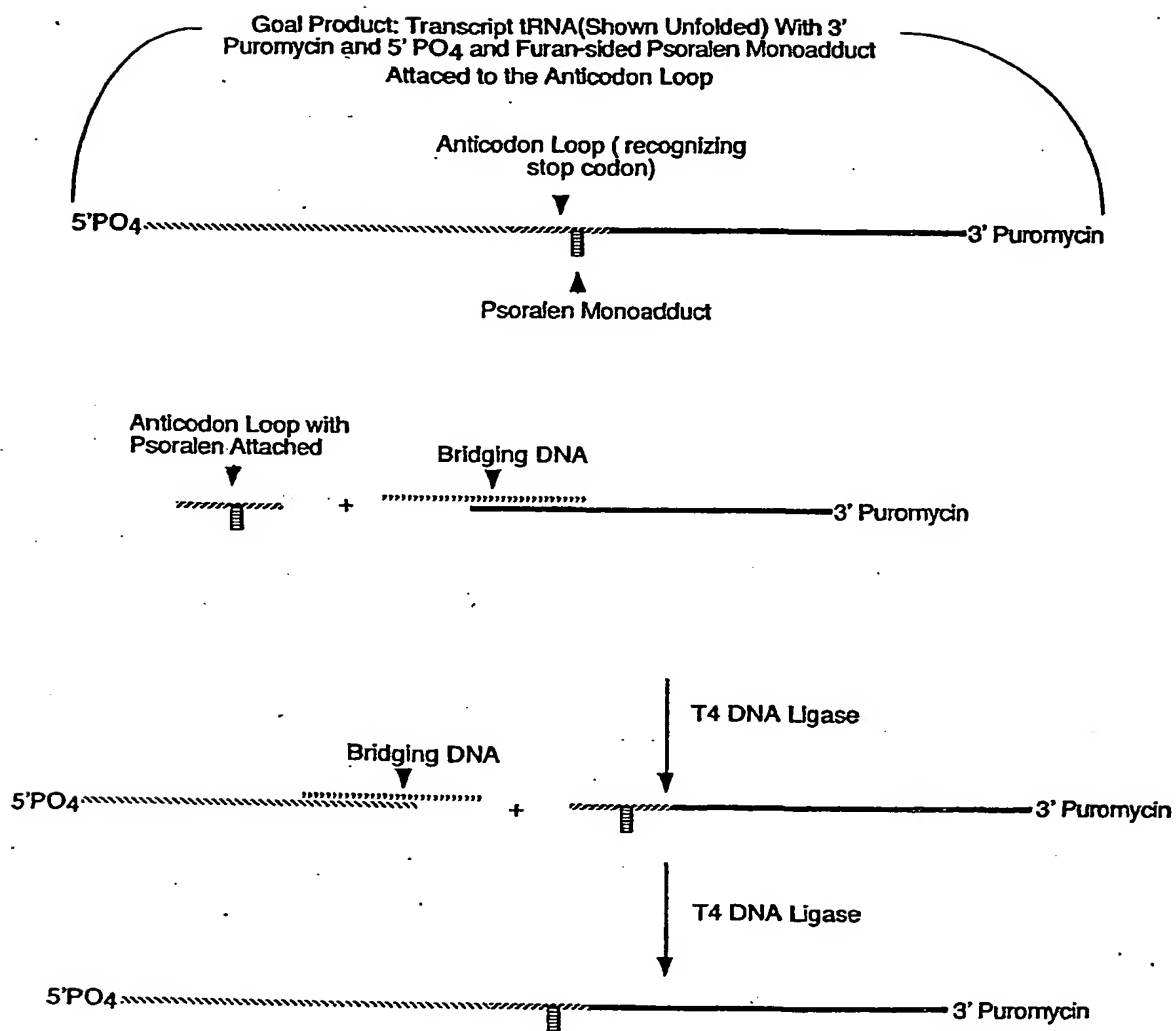 Goal Product: Transcript tRNA(Shown Unfolded) With 3'
Puromycin and 5' PO4 and Furan-sided Psoralen Monoadduct
Attaced to the Anticodon Loop
Anticodon Loop ( recognizing
stop codon)
5'PO4
3' Puromycin
Psoralen Monoadduct
Anticodon Loop with
Psoralen Attached
Bridging DNA
+
3' Puromycin
T4 DNA Ligase
Bridging DNA
5'PO4
+
3' Puromycin
T4 DNA Ligase
5'PO4
3' Puromycin